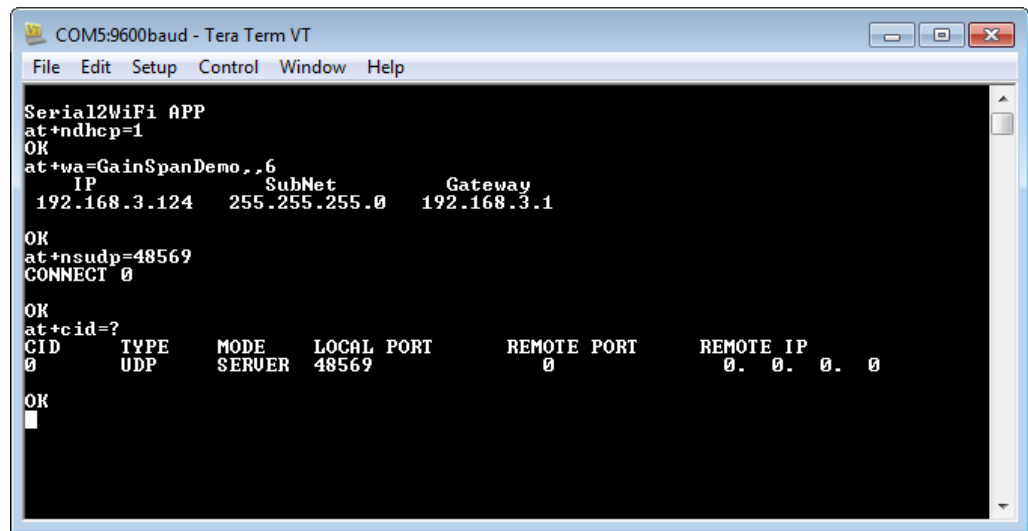 COM5:9600baud - Tera Term VT
File Edit Setup Control Window Help
Serial2WiFi APP
at+ndhcp=1
OK
at+wa=GainSpanDemo,,6
IP SubNet Gateway
192.168.3.124 255.255.255.0 192.168.3.1
OK
at+nsudp=48569
CONNECT 0
OK
at+cid=?
CID TYPE MODE LOCAL PORT REMOTE PORT REMOTE IP
0 UDP SERVER 48569 0 0. 0. 0. 0
OK